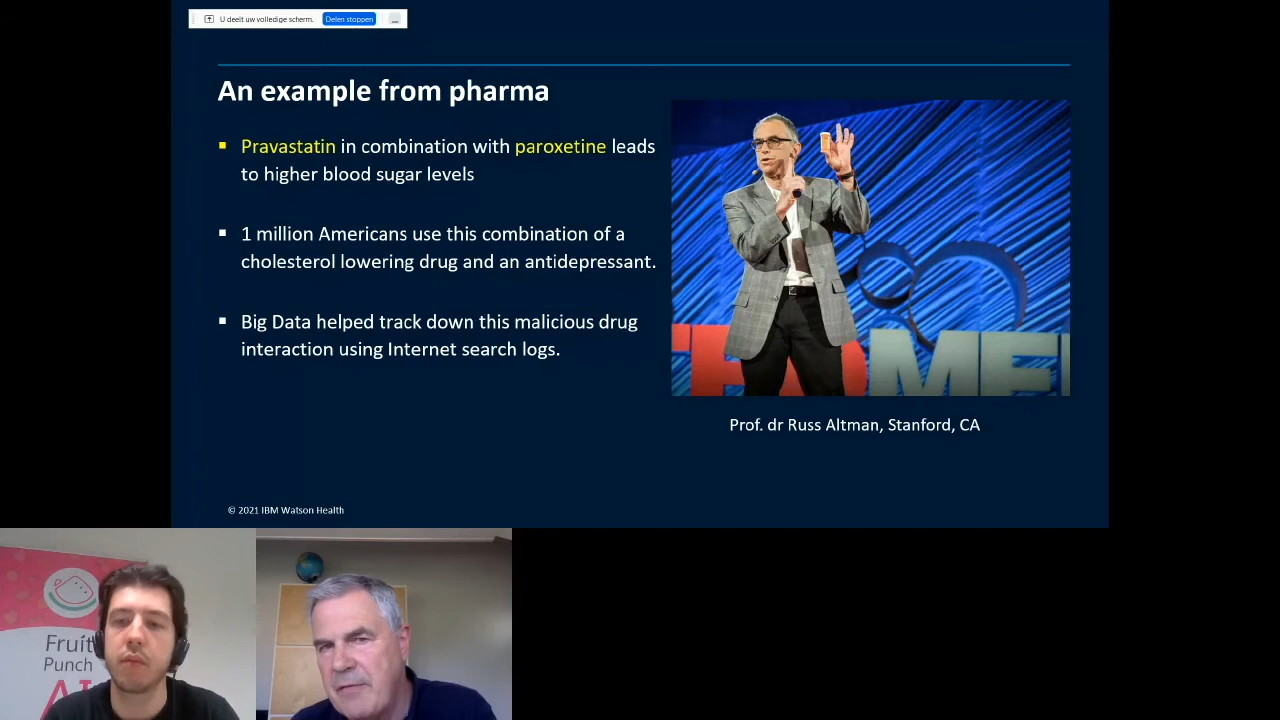 U deelt uw volledige scherm. Delen stoppen
An example from pharma
Pravastatin in combination with paroxetine leads
to higher blood sugar levels
1 million Americans use this combination of a
cholesterol lowering drug and an antidepressant.
Big Data helped track down this malicious drug
interaction using Internet search logs.
Prof. dr Russ Altman, Stanford, CA
© 2021 IBM Watson Health
Fruit
Punch
AI